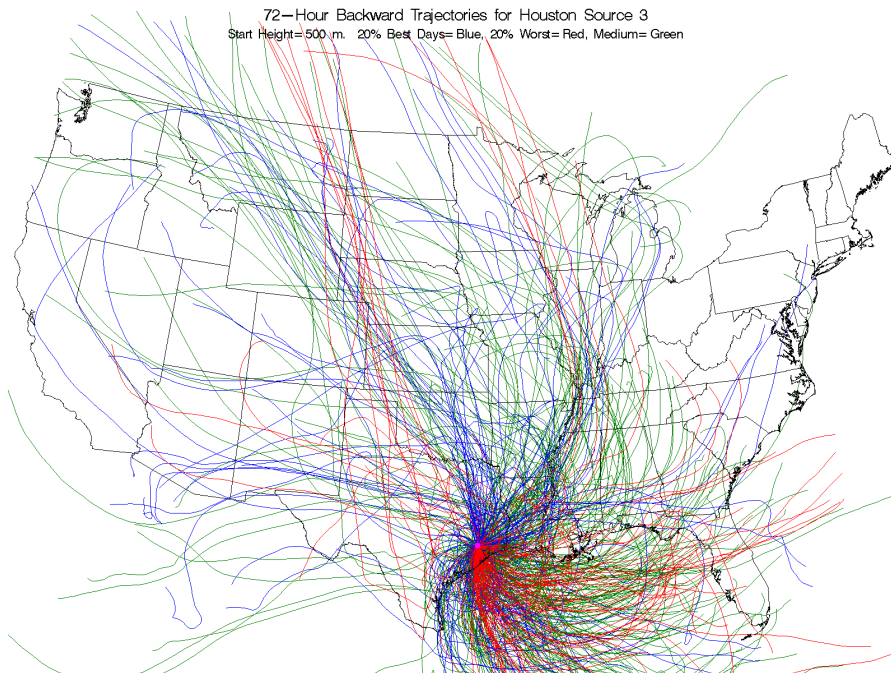 72-Hour Backward Trajectories for Houston Source 3
Start Height= 500 m. 20% Best Days= Blue, 20% Worst= Red, Medium= Green